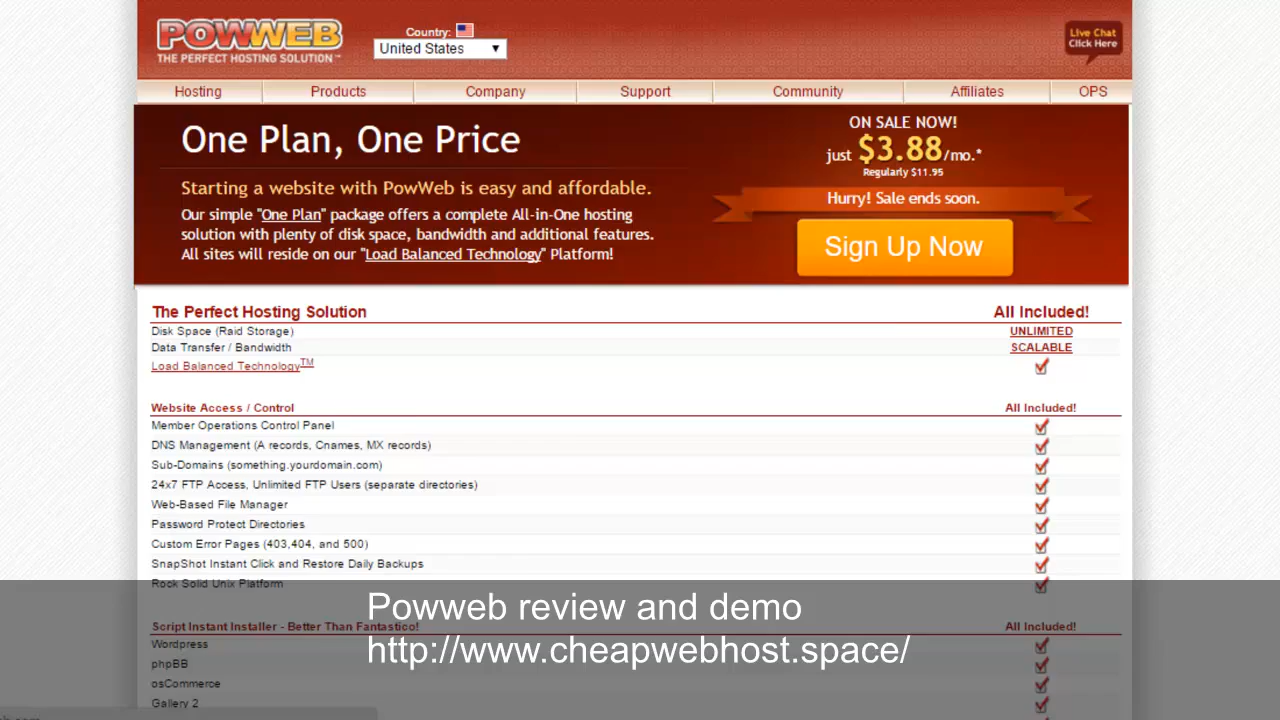 POWWEB
THE PERFECT HOSTING SOLUTION™
Country:
United States
Live Chat
Click Here
Hosting
Products
Company
Support
Community
Affiliates
OPS
One Plan, One Price
Starting a website with PowWeb is easy and affordable.
Our simple "One Plan" package offers a complete All-in-One hosting
solution with plenty of disk space, bandwidth and additional features.
All sites will reside on our "Load Balanced Technology" Platform!
ON SALE NOW!
just $3.88/mo.*
Regularly $11.95
Hurry! Sale ends soon.
Sign Up Now
The Perfect Hosting Solution All Included!
Disk Space (Raid Storage) UNLIMITED
Data Transfer / Bandwidth SCALABLE
Load Balanced Technology™
Website Access / Control All Included!
Member Operations Control Panel
DNS Management (A records, Cnames, MX records)
Sub-Domains (something.yourdomain.com)
24x7 FTP Access, Unlimited FTP Users (separate directories)
Web-Based File Manager
Password Protect Directories
Custom Error Pages (403,404, and 500)
SnapShot Instant Click and Restore Daily Backups
Rock Solid Unix Platform
Powweb review and demo
Script Instant Installer - Better Than Fantastico! All Included!
http://www.cheapwebhost.space/
Wordpress
phpBB
osCommerce
Gallery 2